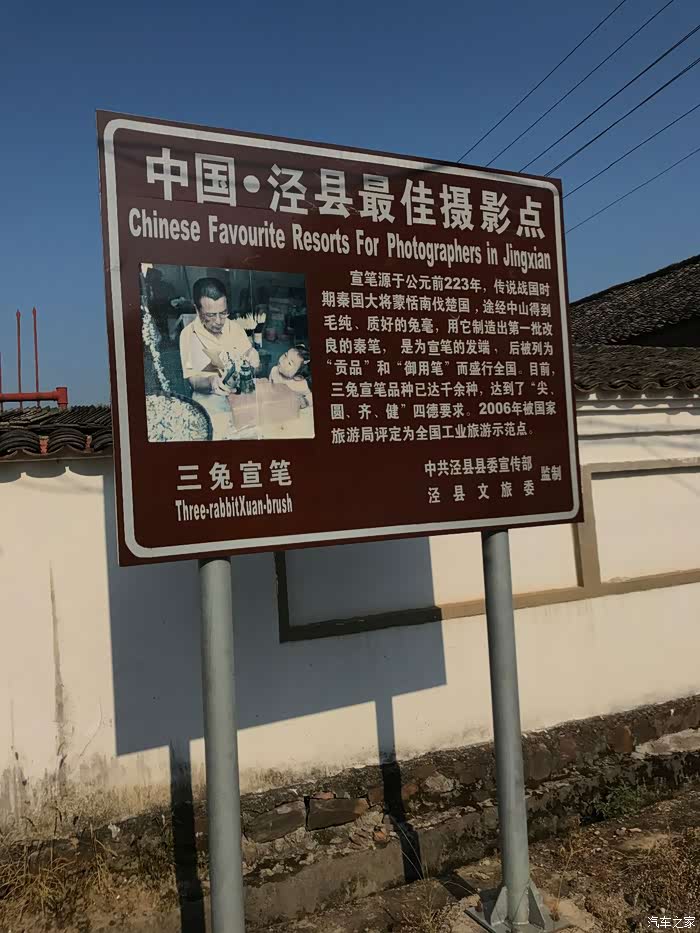 中国·泾县最佳摄影点
Chinese Favourite Resorts For Photographers in Jingxian
宣笔源于公元前223年，传说战国时
期秦国大将蒙恬南伐楚国，途经中山得到
毛纯、质好的兔毫，用它制造出第一批改
良的秦笔，是为宣笔的发端，后被列为
“贡品”和“御用笔”而盛行全国。目前，
三兔宣笔品种已达千余种，达到了“尖、
圆、齐、健”四德要求。2006年被国家
旅游局评定为全国工业旅游示范点。
三兔宣笔
Three-rabbitXuan-brush
中共泾县县委宣传部
泾县文旅委
监制
汽车之家